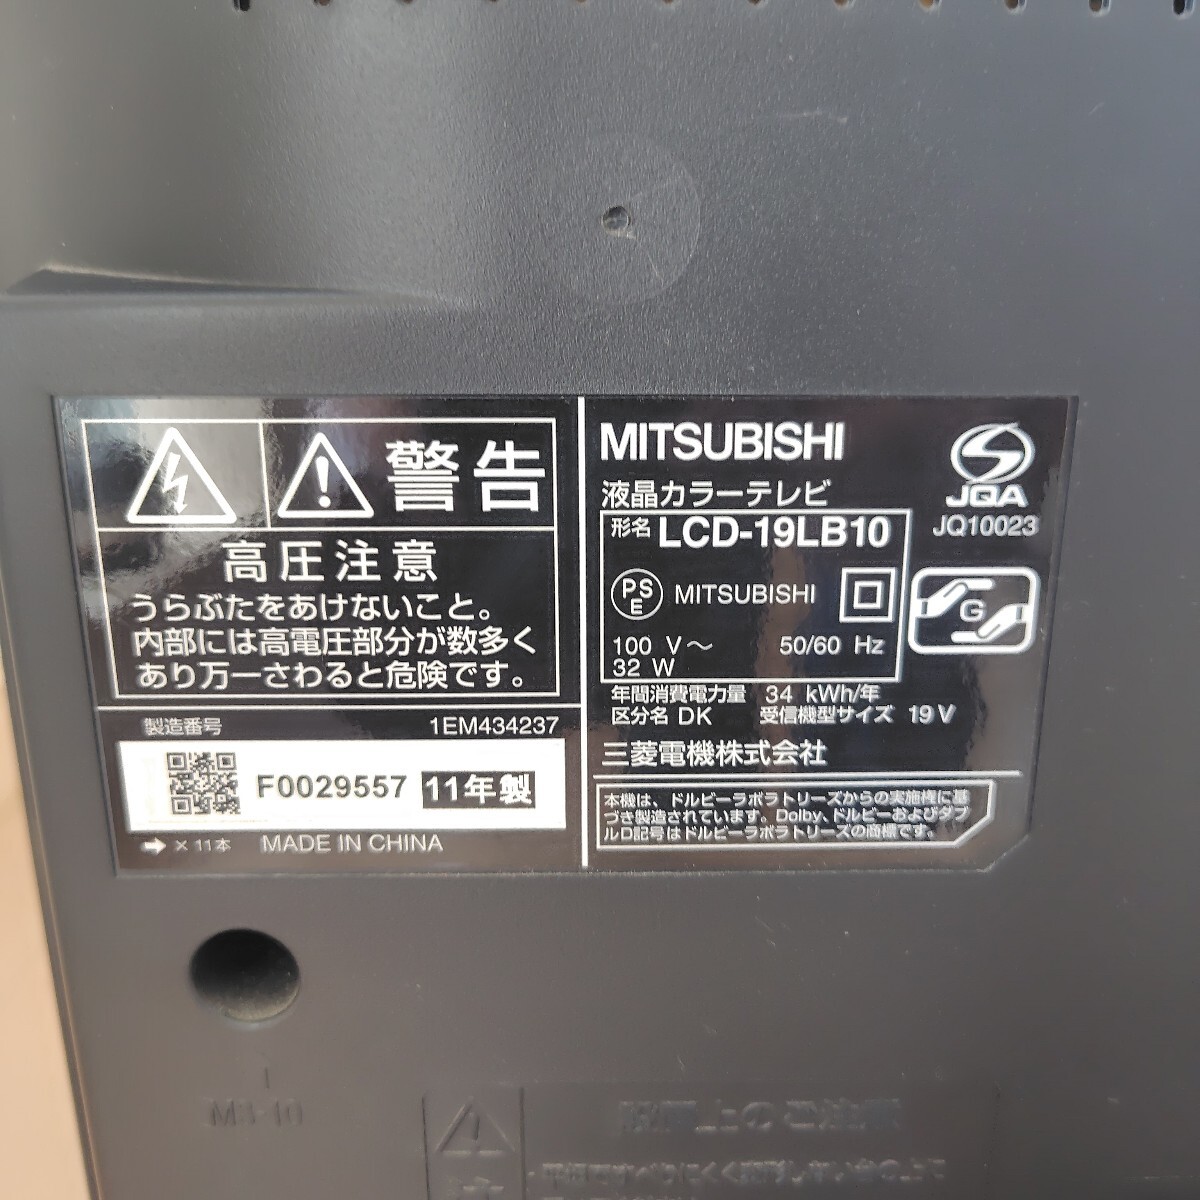 警告
高圧注意
うらぶたをあけないこと。
内部には高電圧部分が数多く
あり万一さわると危険です。
製造番号 1EM434237
F0029557 11年製
× 11本 MADE IN CHINA
MITSUBISHI
液晶カラーテレビ
形名 LCD-19LB10
PSE MITSUBISHI
100 V～ 50/60 Hz
32 W
年間消費電力量 34 kWh/年
区分名 DK 受信機型サイズ 19V
三菱電機株式会社
JQA
JQ10023
G
本機は、ドルビーラボラトリーズからの実施権に基
づき製造されています。Dolby、ドルビーおよびダブ
ルD記号はドルビーラボラトリーズの商標です。
M3-10